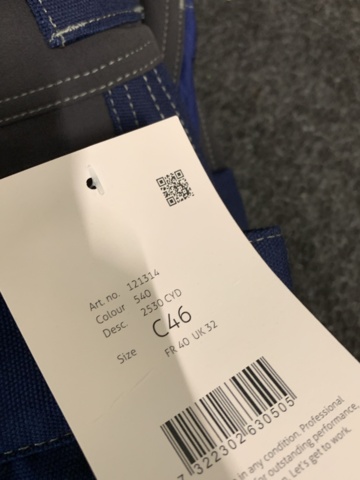 Art. no. 121314
Colour 540
Desc 2530 CYD
Size C46
FR 40 UK 32
7 322302 630505
in any condition. Professional
for outstanding performance
Let's get to work.